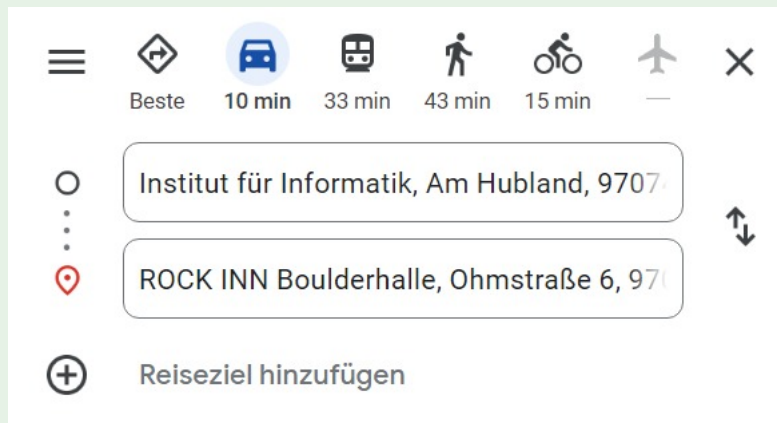 Beste 10 min 33 min 43 min 15 min
Institut für Informatik, Am Hubland, 9707
ROCK INN Boulderhalle, Ohmstraße 6, 97
Reiseziel hinzufügen